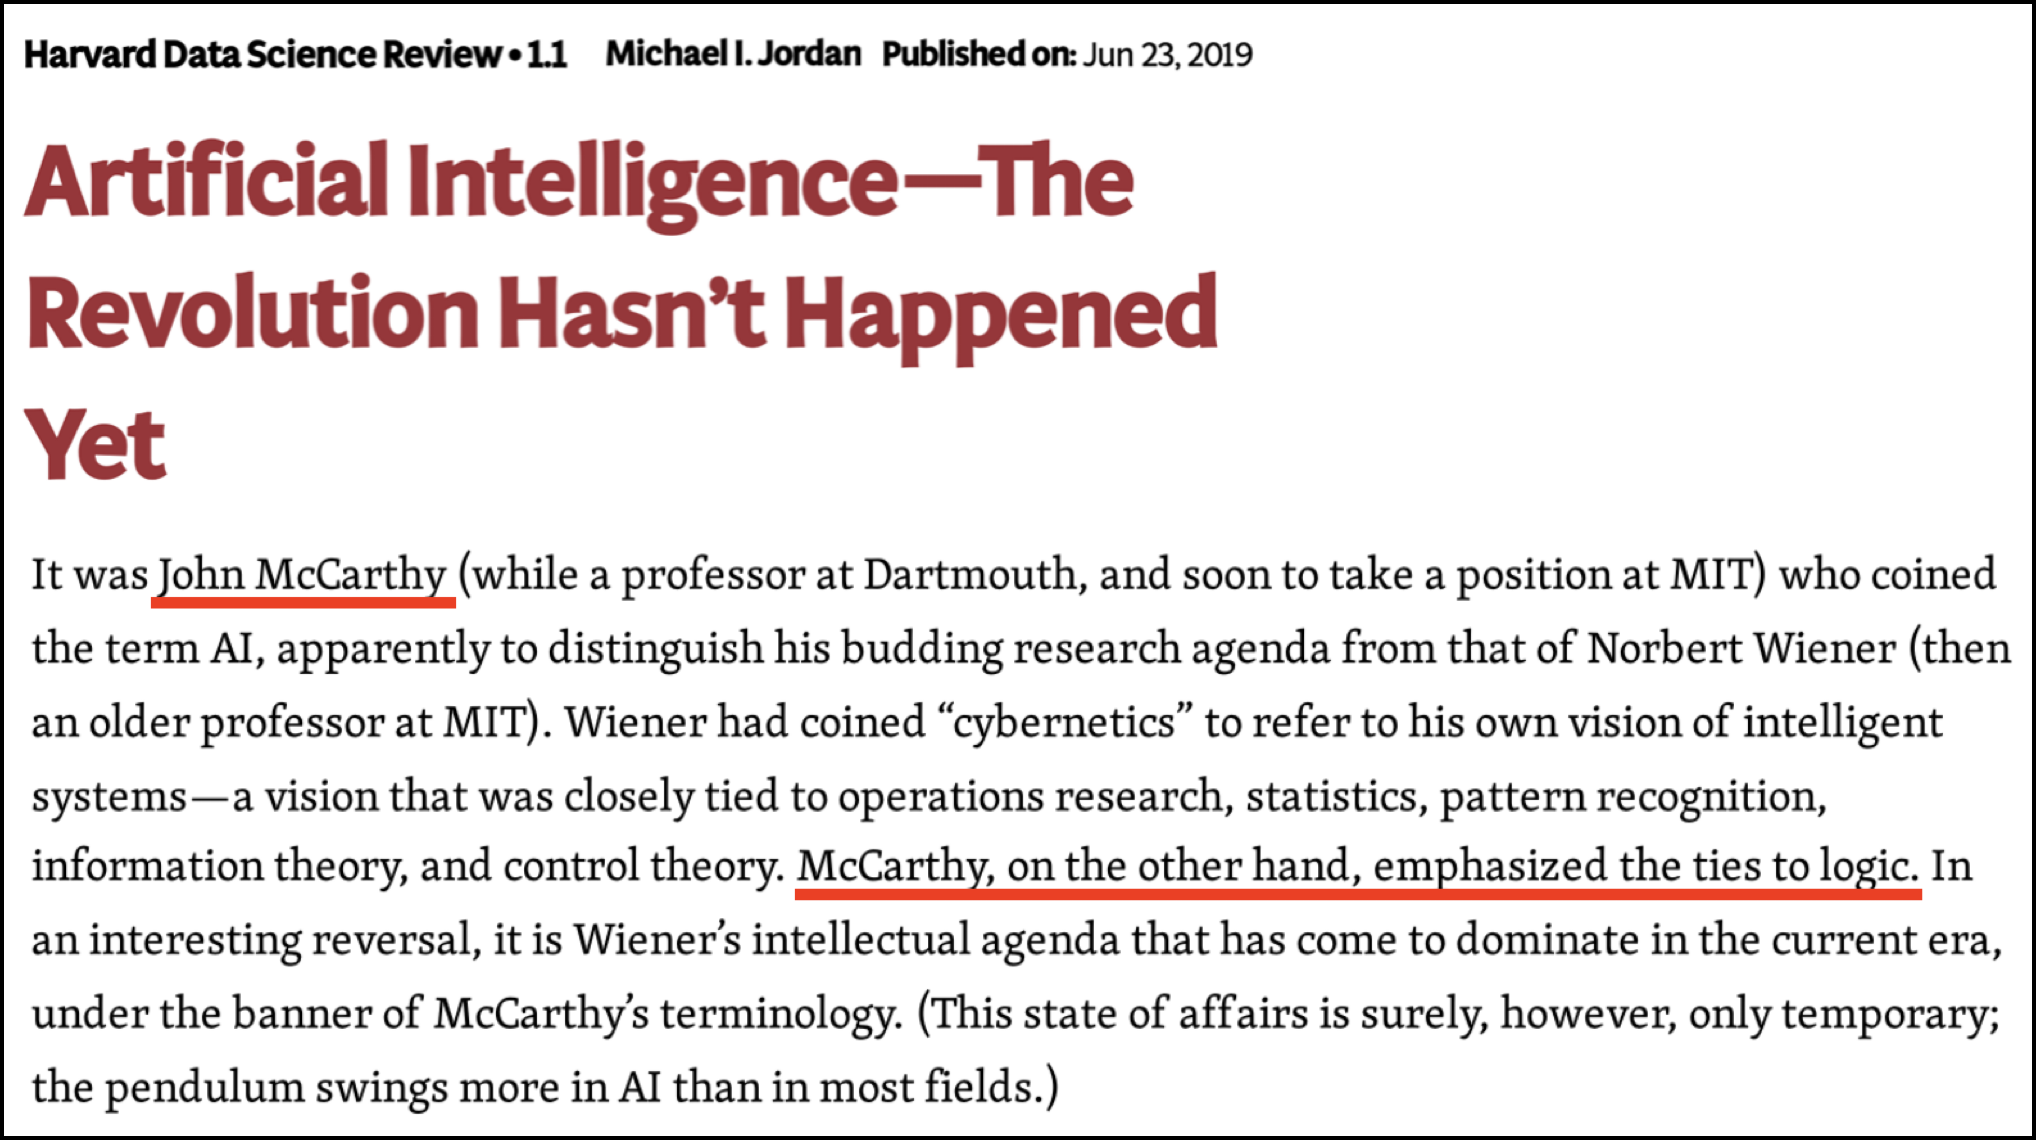 Harvard Data Science Review • 1.1 Michael I. Jordan Published on: Jun 23, 2019
Artificial Intelligence—The
Revolution Hasn’t Happened
Yet
It was John McCarthy (while a professor at Dartmouth, and soon to take a position at MIT) who coined
the term AI, apparently to distinguish his budding research agenda from that of Norbert Wiener (then
an older professor at MIT). Wiener had coined “cybernetics” to refer to his own vision of intelligent
systems—a vision that was closely tied to operations research, statistics, pattern recognition,
information theory, and control theory. McCarthy, on the other hand, emphasized the ties to logic. In
an interesting reversal, it is Wiener’s intellectual agenda that has come to dominate in the current era,
under the banner of McCarthy’s terminology. (This state of affairs is surely, however, only temporary;
the pendulum swings more in AI than in most fields.)